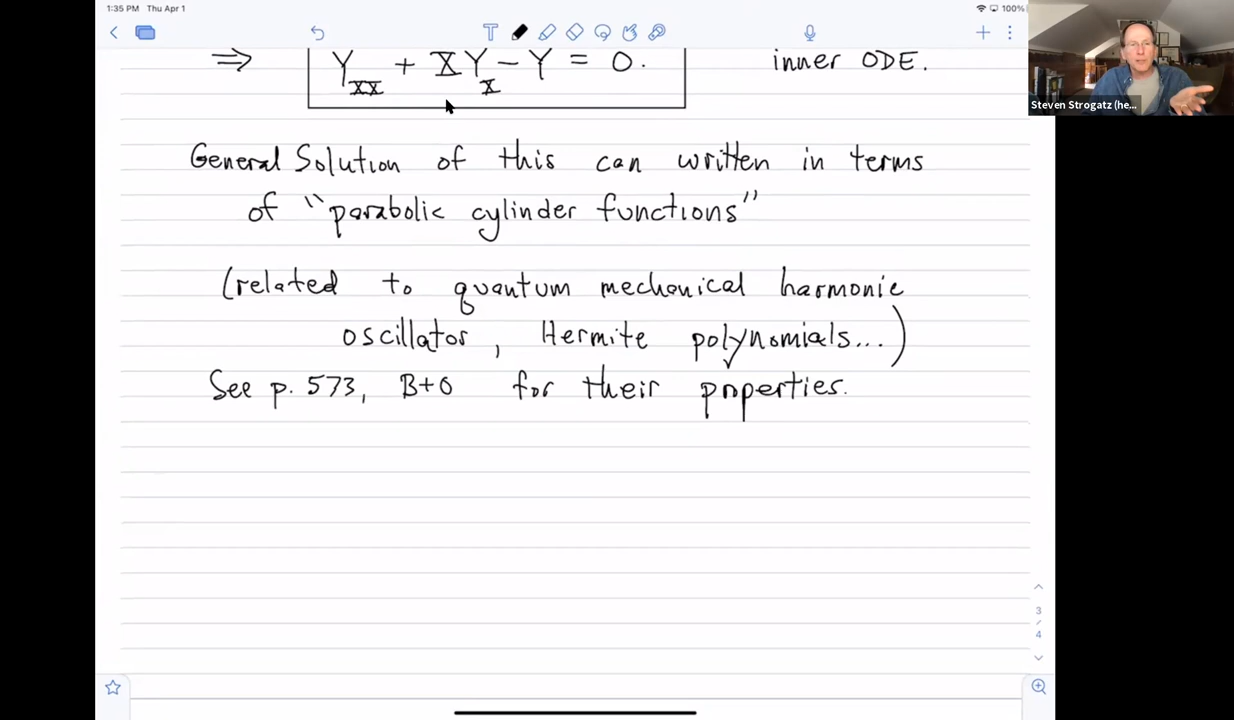 1:35 PM Thu Apr 1
100%
⇒ Y_XX + X Y_X - Y = 0. inner ODE.
Steven Strogatz (he...
General Solution of this can written in terms
of "parabolic cylinder functions"
(related to quantum mechanical harmonic
oscillator, Hermite polynomials...)
See p. 573, B+O for their properties.
3
/
4